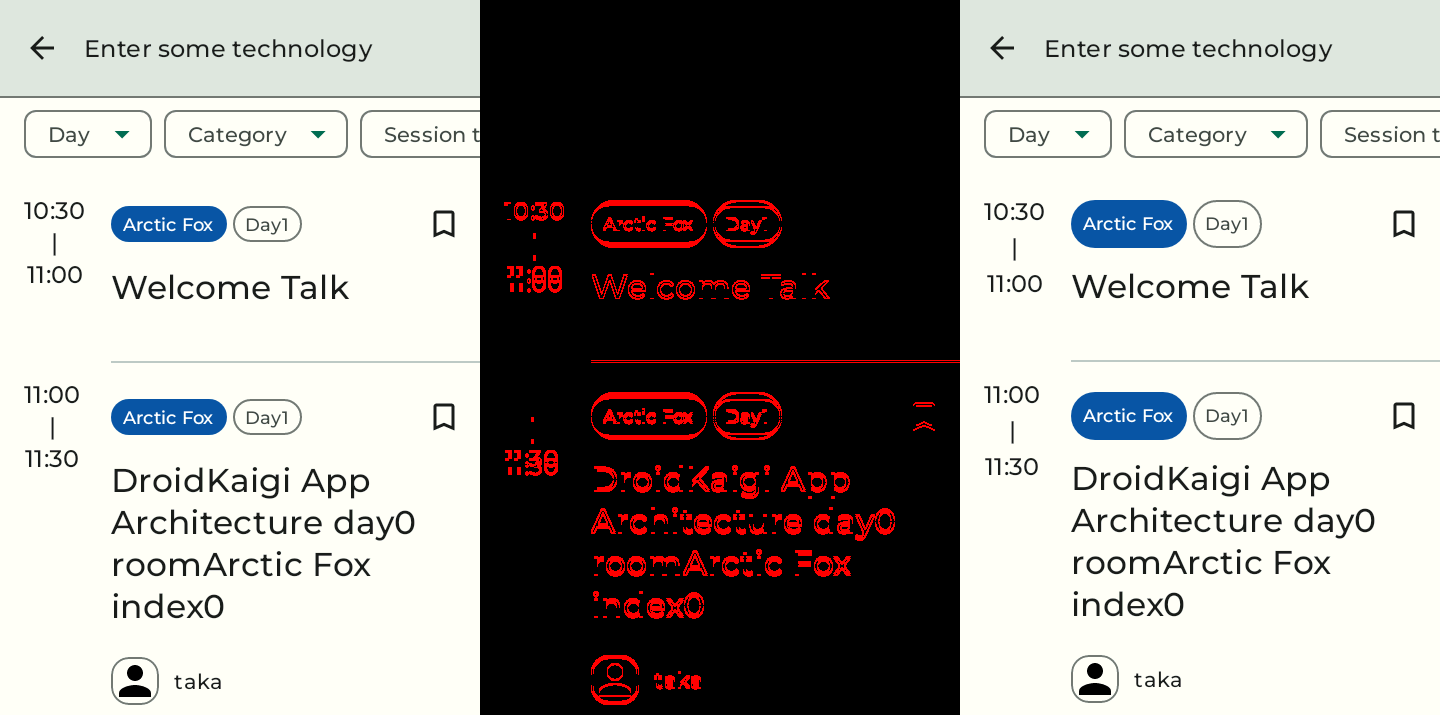 Enter some technology
Day
Category
Session t
10:30
|
11:00
Arctic Fox
Day1
Welcome Talk
11:00
|
11:30
Arctic Fox
Day1
DroidKaigi App
Architecture day0
roomArctic Fox
index0
taka
10:30
11:00
Arctic Fox
Day1
Welcome Talk
11:30
Arctic Fox
Day1
DroidKaigi App
Architecture day0
roomArctic Fox
index0
taka
Enter some technology
Day
Category
Session t
10:30
|
11:00
Arctic Fox
Day1
Welcome Talk
11:00
|
11:30
Arctic Fox
Day1
DroidKaigi App
Architecture day0
roomArctic Fox
index0
taka